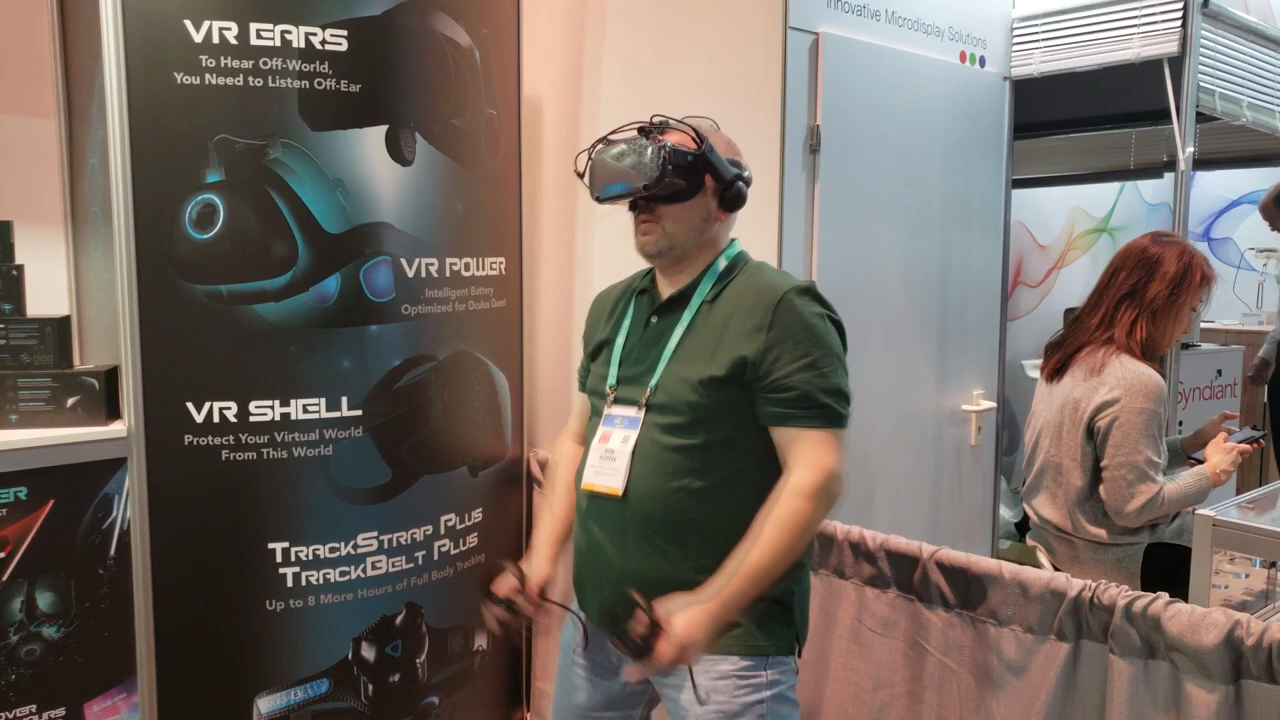 VR EARS
To Hear Off-World,
You Need to Listen Off-Ear
VR POWER
Intelligent Battery
Optimized for Oculus Quest
VR SHELL
Protect Your Virtual World
From This World
TRACKSTRAP PLUS
TRACKBELT PLUS
Up to 8 More Hours of Full Body Tracking
Innovative Microdisplay Solutions
Syndiant